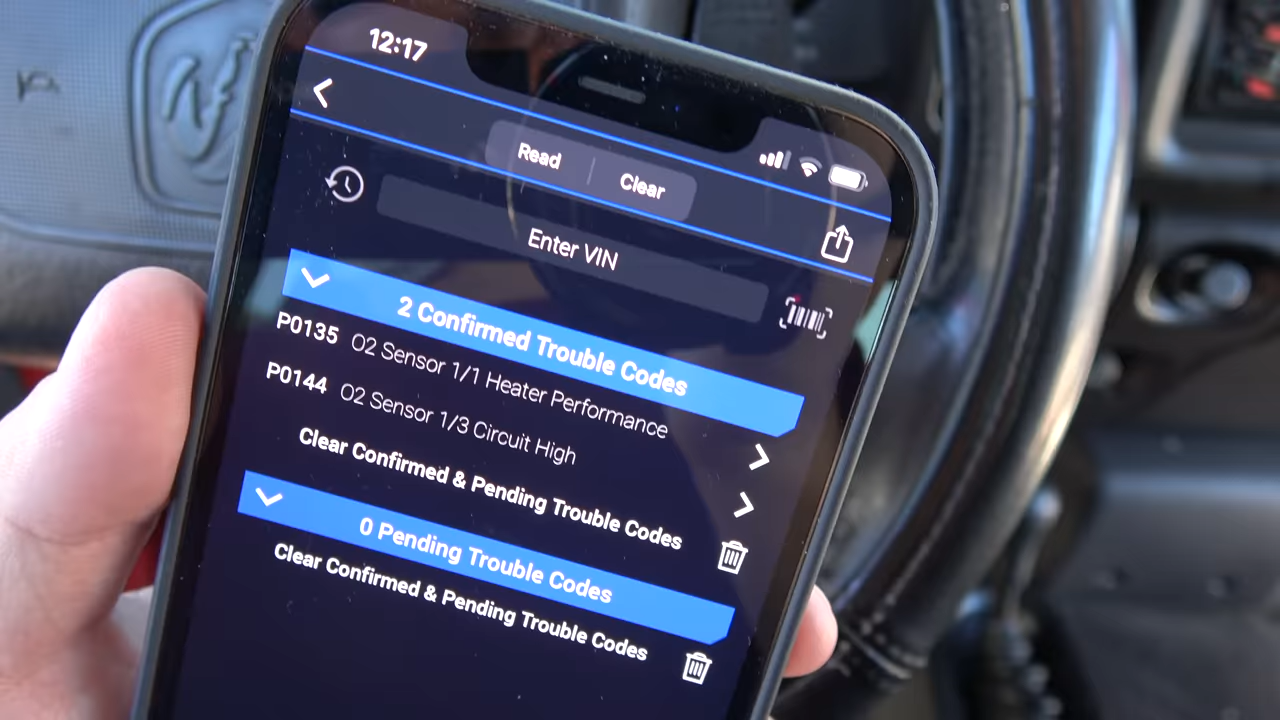 12:17
Read
Clear
Enter VIN
2 Confirmed Trouble Codes
P0135 O2 Sensor 1/1 Heater Performance
P0144 O2 Sensor 1/3 Circuit High
Clear Confirmed & Pending Trouble Codes
0 Pending Trouble Codes
Clear Confirmed & Pending Trouble Codes